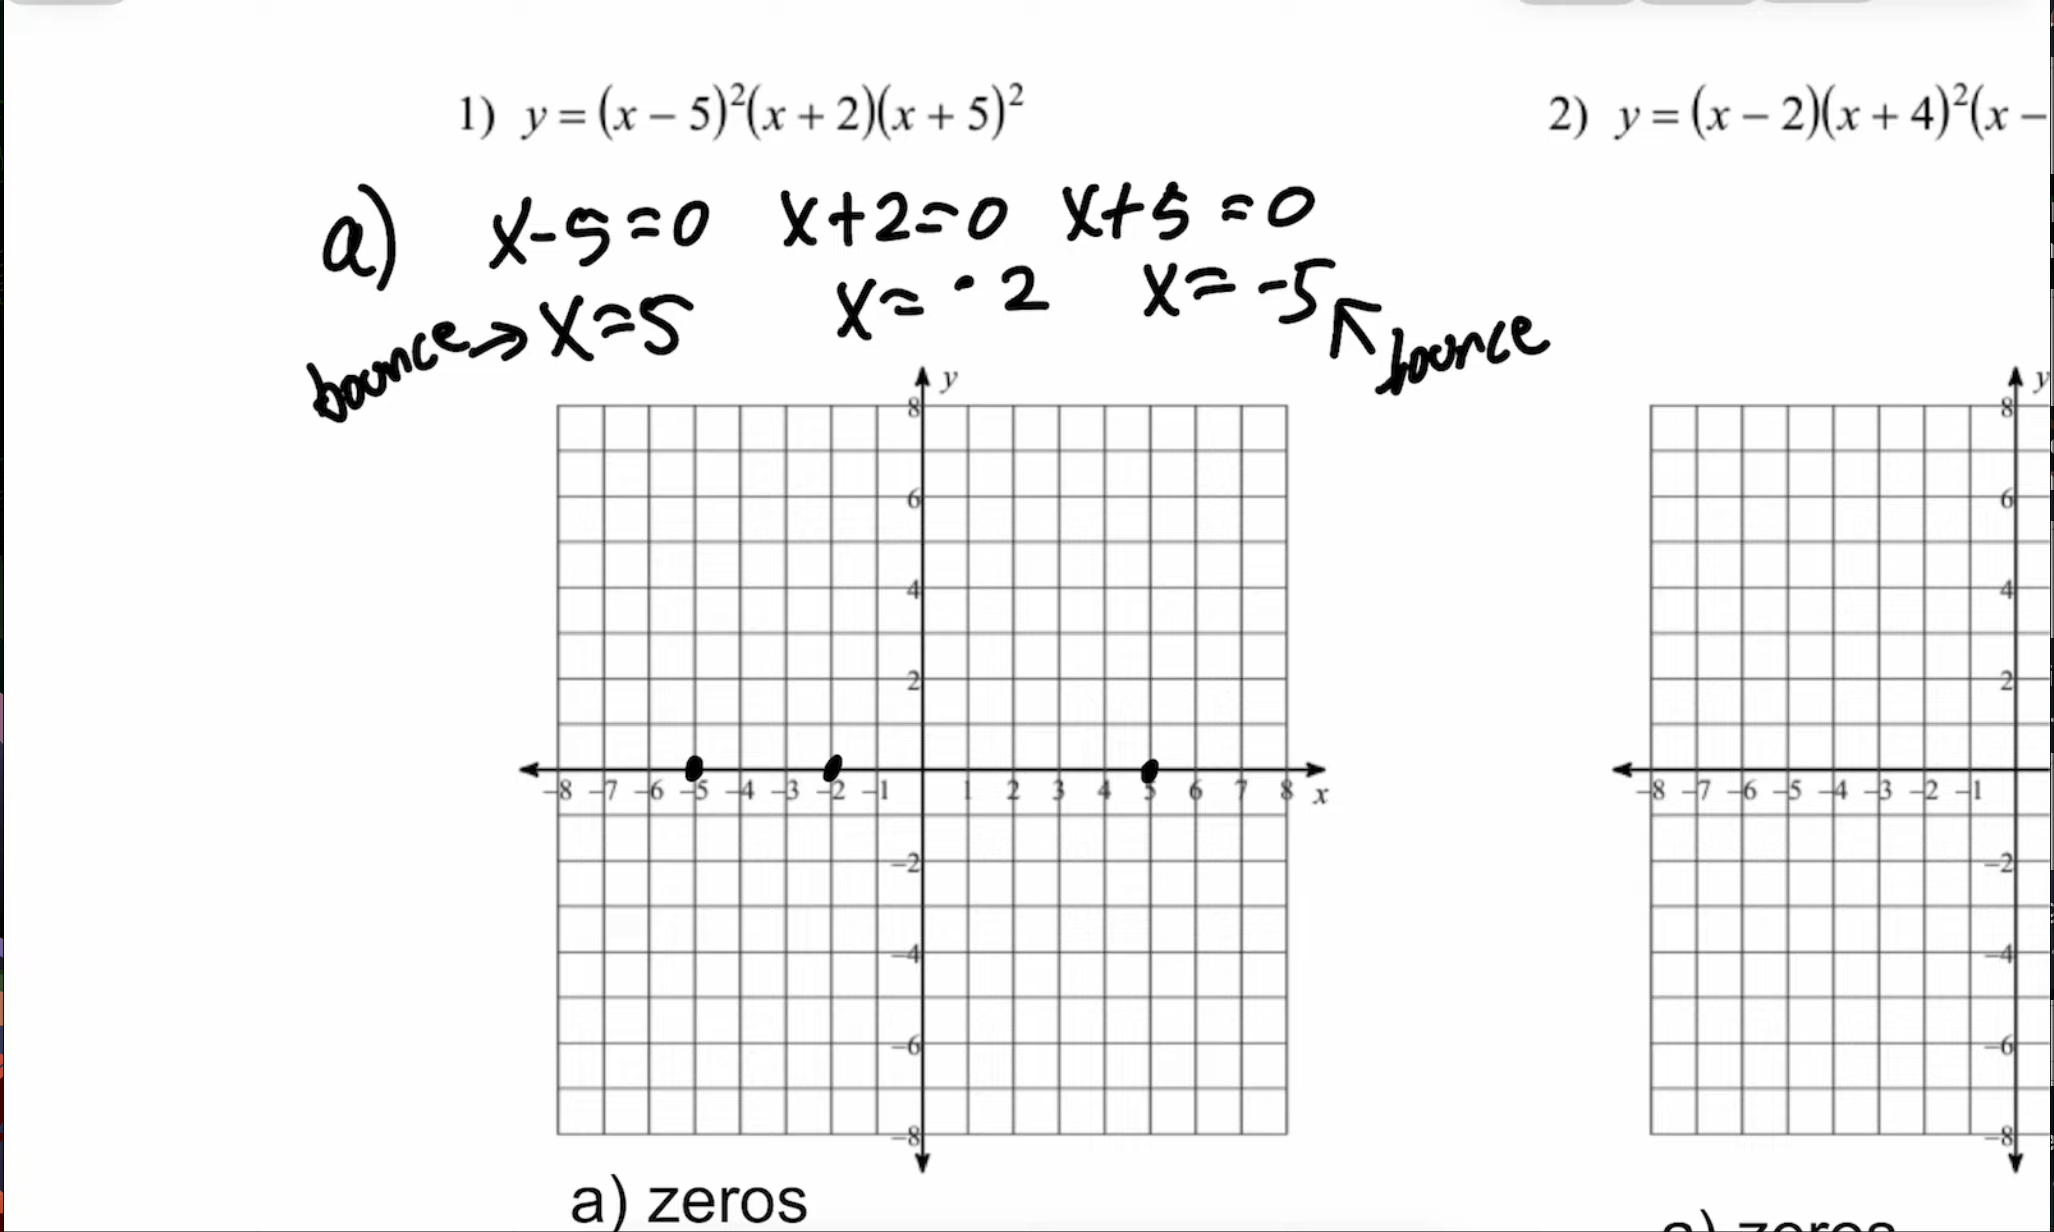 1) y = (x − 5)²(x + 2)(x + 5)²
2) y = (x − 2)(x + 4)²(x −
a) x-5=0 x+2=0 x+5=0
bounce → x=5 x=-2 x=-5 ↖ bounce
y
8
6
4
2
−8 −7 −6 −5 −4 −3 −2 −1 1 2 3 4 5 6 7 8 x
−2
−4
−6
−8
y
8
6
4
2
−8 −7 −6 −5 −4 −3 −2 −1
−2
−4
−6
−8
a) zeros
a) zeros